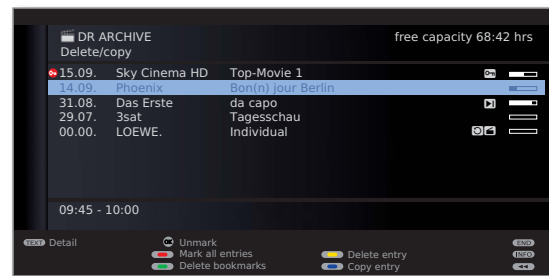 DR ARCHIVE free capacity 68:42 hrs
Delete/copy
15.09. Sky Cinema HD Top-Movie 1
14.09. Phoenix Bon(n) jour Berlin
31.08. Das Erste da capo
29.07. 3sat Tagesschau
00.00. LOEWE. Individual
09:45 - 10:00
TEXT Detail OK Unmark END
Mark all entries Delete entry INFO
Delete bookmarks Copy entry